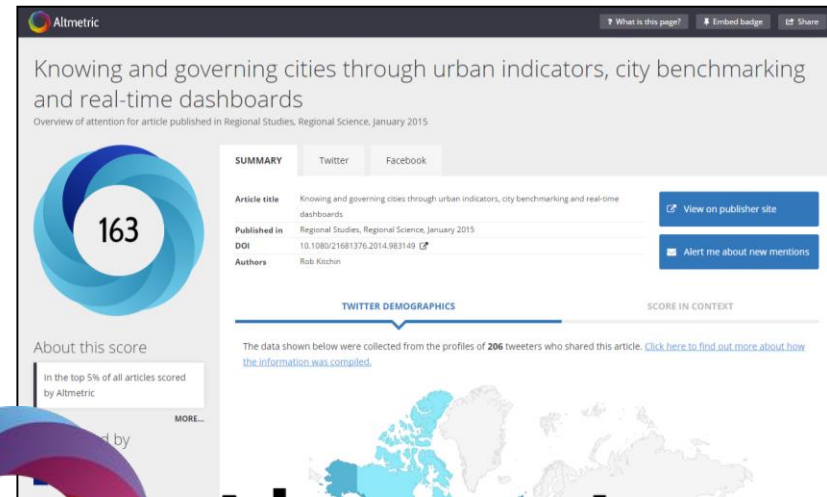 Altmetric
? What is this page?
Embed badge
Share
Knowing and governing cities through urban indicators, city benchmarking
and real-time dashboards
Overview of attention for article published in Regional Studies, Regional Science, January 2015
163
SUMMARY
Twitter
Facebook
Article title
Knowing and governing cities through urban indicators, city benchmarking and real-time
dashboards
Published in
Regional Studies, Regional Science, January 2015
DOI
10.1080/21681376.2014.983149
Authors
Rob Kitchin
View on publisher site
Alert me about new mentions
TWITTER DEMOGRAPHICS
SCORE IN CONTEXT
The data shown below were collected from the profiles of 206 tweeters who shared this article. Click here to find out more about how
the information was compiled.
About this score
In the top 5% of all articles scored
by Altmetric
MORE...
by